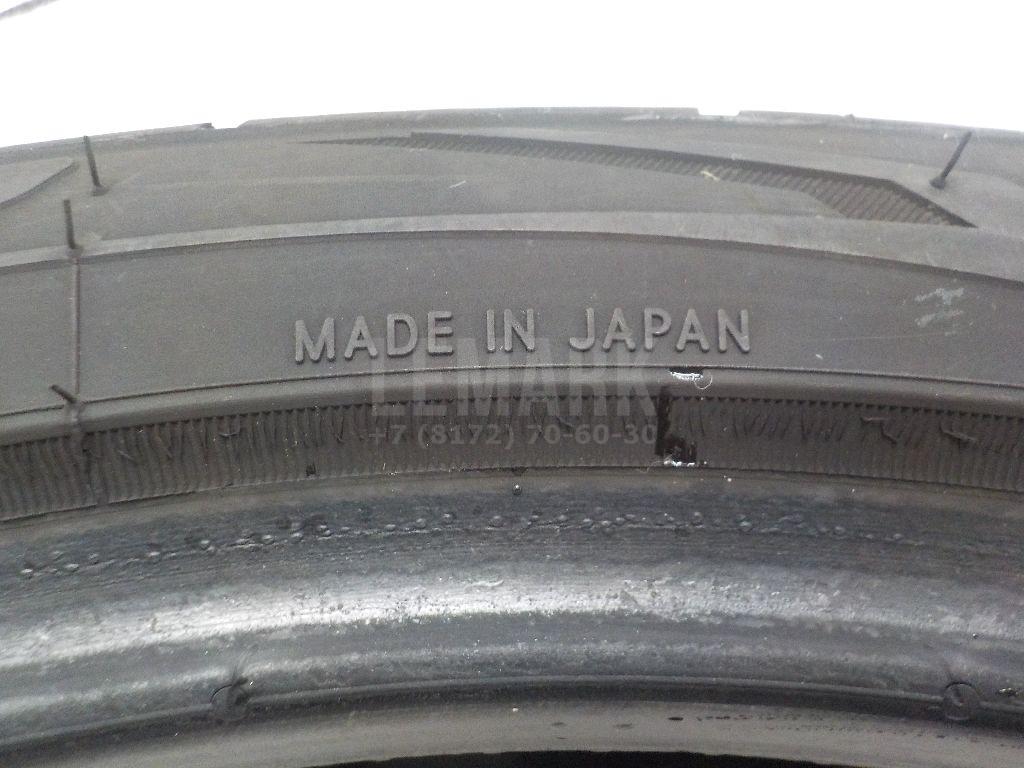 MADE IN JAPAN
LEMARK
+7 (8172) 70-60-30